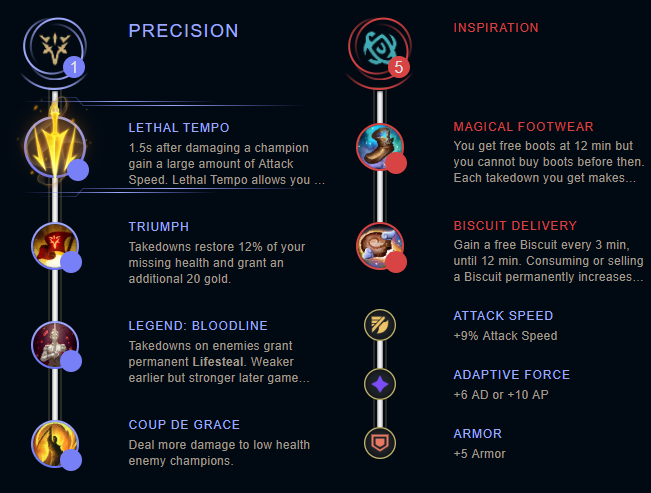 PRECISION
1
LETHAL TEMPO
1.5s after damaging a champion
gain a large amount of Attack
Speed. Lethal Tempo allows you ...
TRIUMPH
Takedowns restore 12% of your
missing health and grant an
additional 20 gold.
LEGEND: BLOODLINE
Takedowns on enemies grant
permanent Lifesteal. Weaker
earlier but stronger later game...
COUP DE GRACE
Deal more damage to low health
enemy champions.
INSPIRATION
5
MAGICAL FOOTWEAR
You get free boots at 12 min but
you cannot buy boots before then.
Each takedown you get makes...
BISCUIT DELIVERY
Gain a free Biscuit every 3 min,
until 12 min. Consuming or selling
a Biscuit permanently increases...
ATTACK SPEED
+9% Attack Speed
ADAPTIVE FORCE
+6 AD or +10 AP
ARMOR
+5 Armor